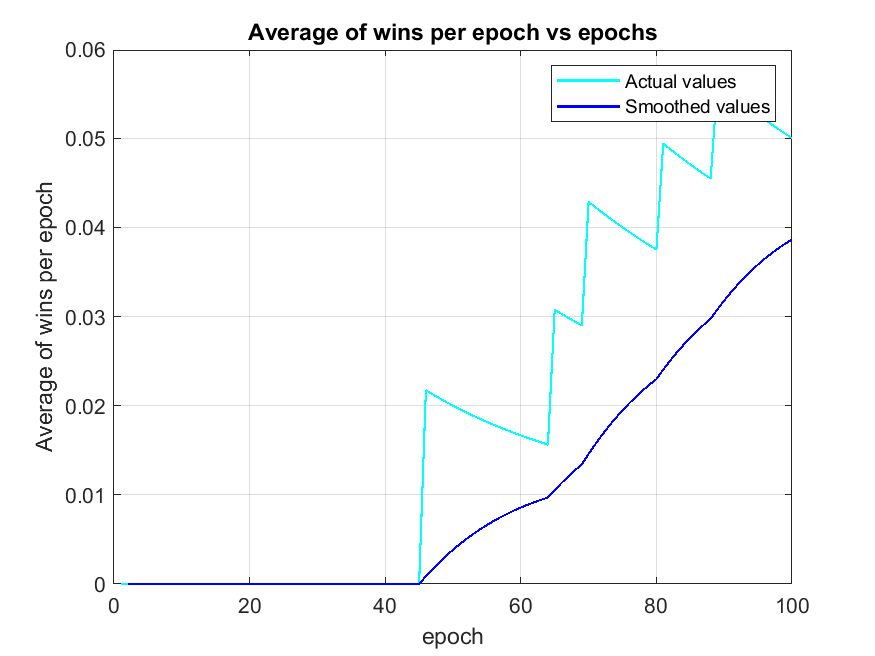 Average of wins per epoch vs epochs
0.06
0.05
0.04
0.03
0.02
0.01
0
Average of wins per epoch
Actual values
Smoothed values
0 20 40 60 80 100
epoch